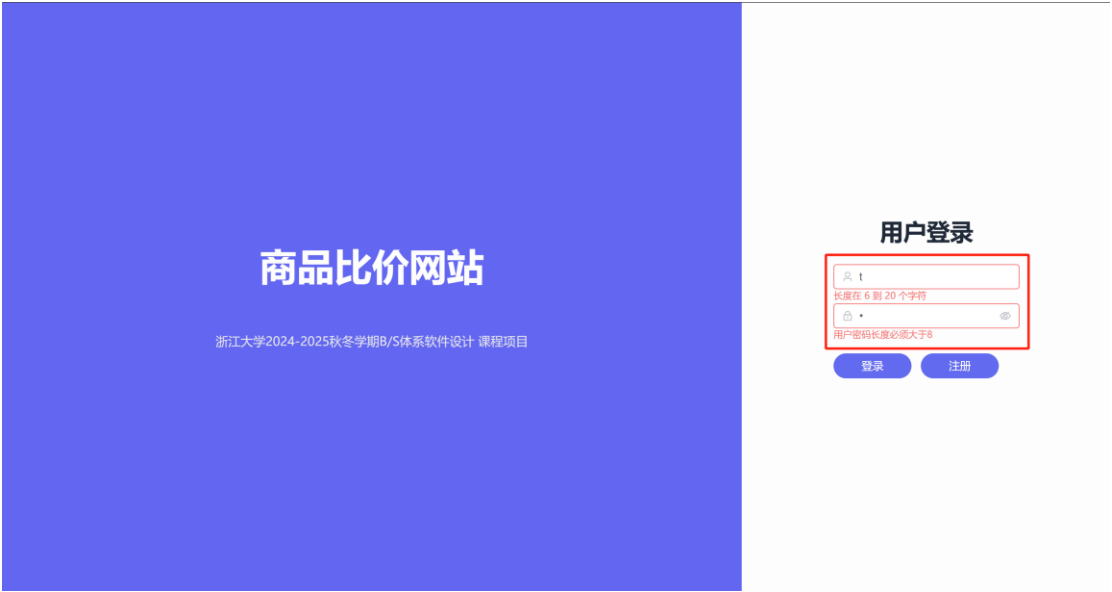 商品比价网站
浙江大学2024-2025秋冬学期B/S体系软件设计 课程项目
用户登录
t
长度在 6 到 20 个字符
•
用户密码长度必须大于8
登录 注册